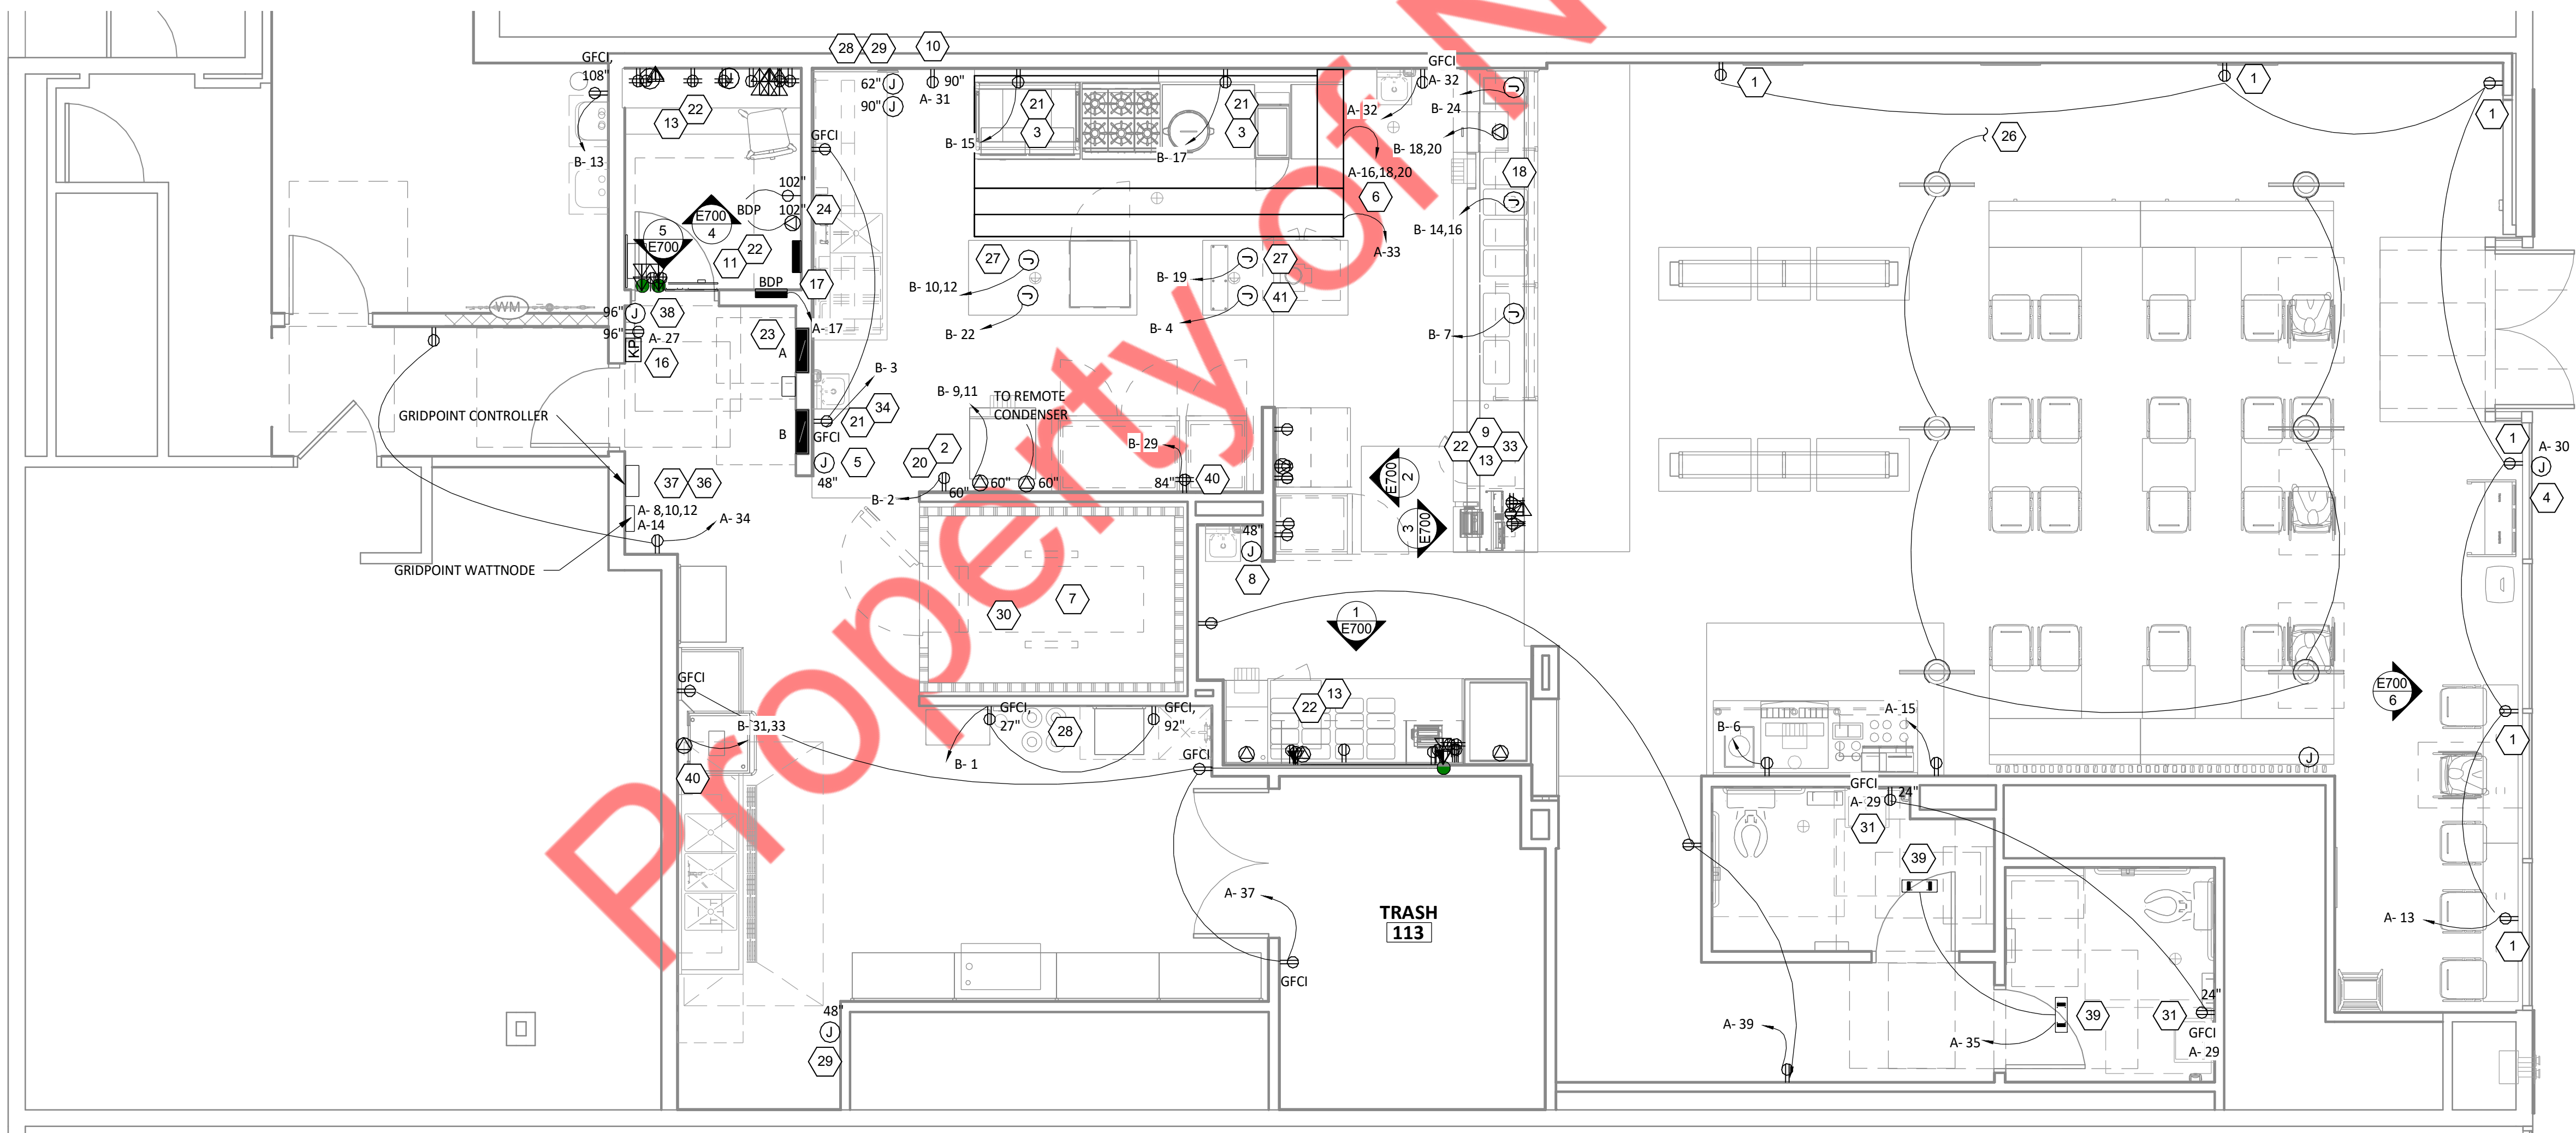 28 29 10
GFCI,
108"
B- 13
13 22
62" J
90" J
90"
A- 31
J
GFCI
102"
102"
BDP
24
E700
4
5
E700
11 22
BDP
17
96" J
96"
38
A- 27
KP
16
23
A
A- 17
B
WM
GRIDPOINT CONTROLLER
37 36
A- 8,10,12
A-14
A- 34
GRIDPOINT WATTNODE
B- 15
21
3
B- 17
21
3
GFCI
A- 32
A- 32
B- 24
J
B- 18,20
A-16,18,20
6
18
J
B- 14,16
A-33
27
J
B- 10,12
J
B- 22
B- 19
J
27
B- 4
J
41
B- 7
J
B- 3
21 34
GFCI
J
48"
5
B- 9,11
TO REMOTE
CONDENSER
B- 29
20 2
B- 2
60"
60"
60"
84"
40
9
22 33
13
E700
2
3
E700
48"
J
8
7
30
1
E700
13
22
GFCI
B- 31,33
40
GFCI,
27"
28
GFCI,
92"
B- 1
GFCI
A- 37
GFCI
TRASH
113
48"
J
29
1
1
1
26
1
A- 30
J
4
E700
6
1
A- 13
1
J
B- 6
A- 15
GFCI
A- 29
24"
31
39
39
31
24"
GFCI
A- 29
A- 35
A- 39
Property of N